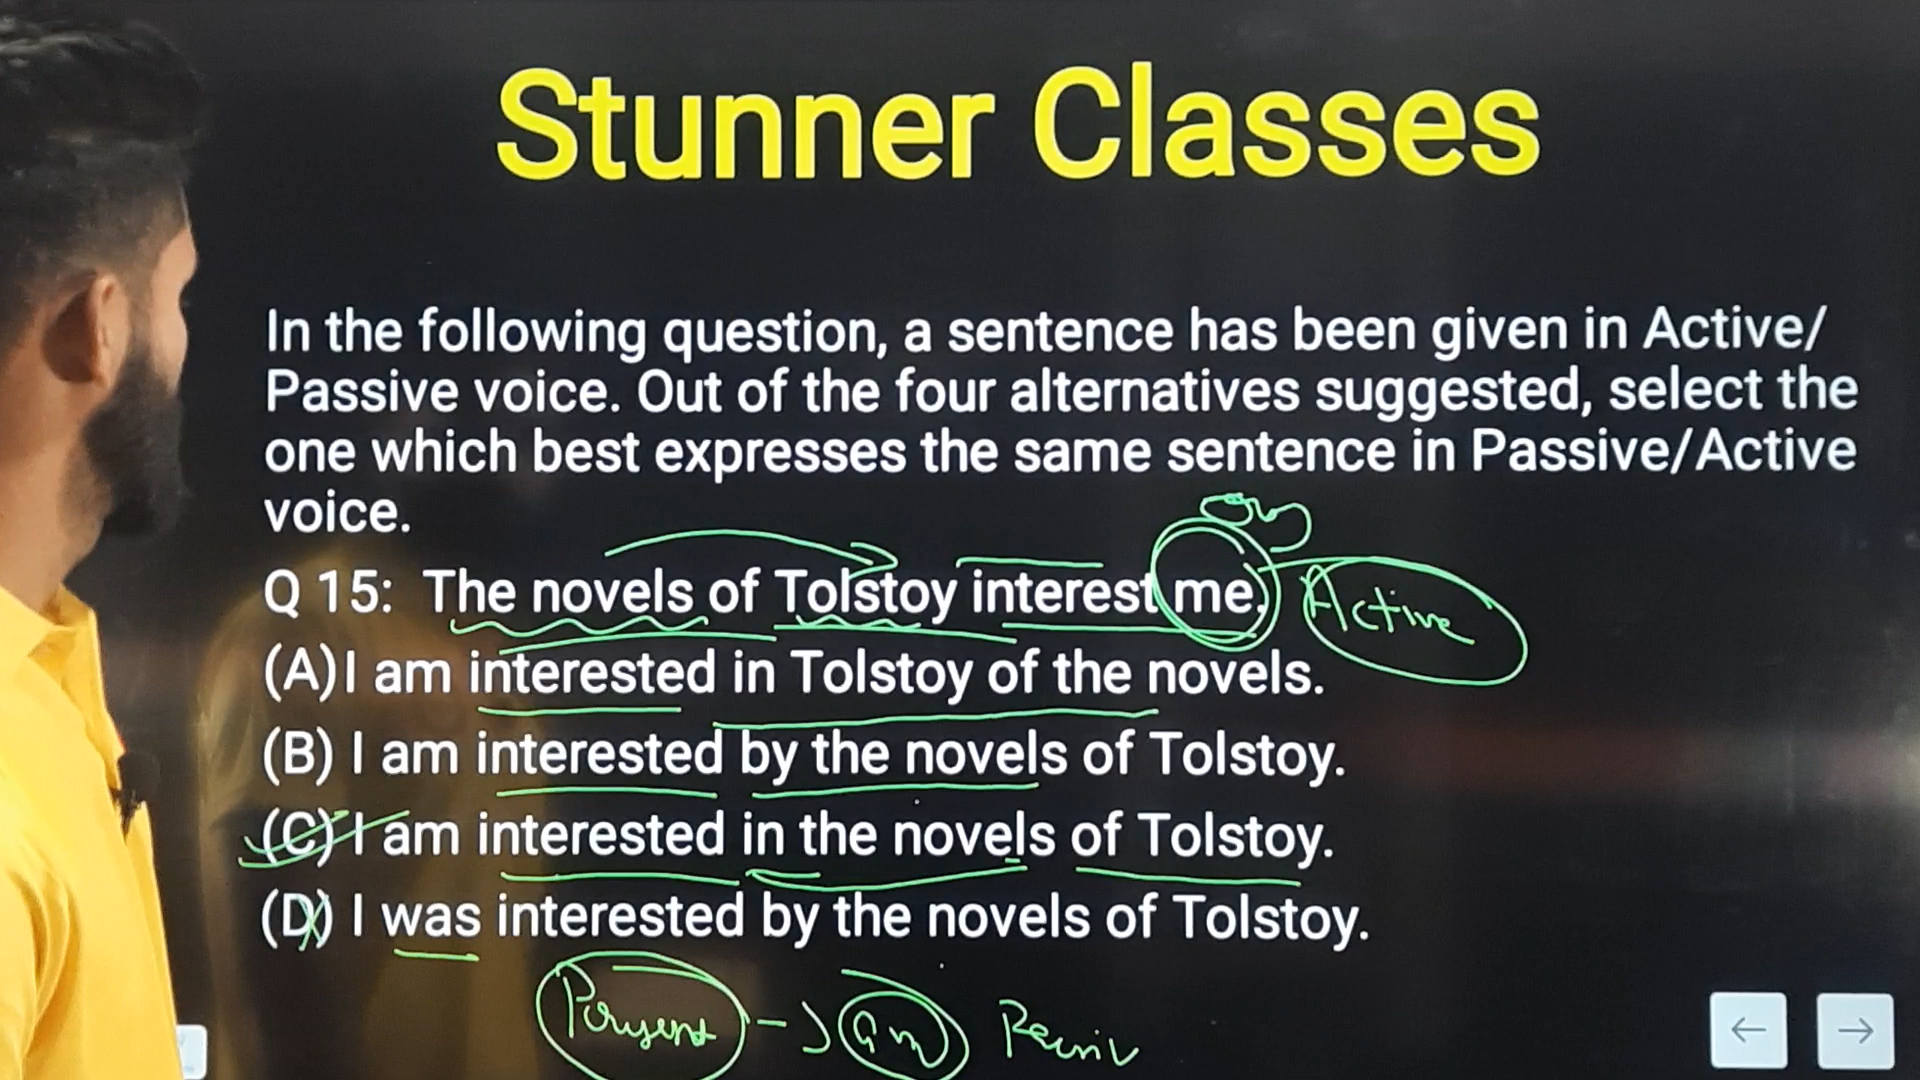 Stunner Classes
In the following question, a sentence has been given in Active/
Passive voice. Out of the four alternatives suggested, select the
one which best expresses the same sentence in Passive/Active
voice.
Q 15: The novels of Tolstoy interest me. Active
(A) I am interested in Tolstoy of the novels.
(B) I am interested by the novels of Tolstoy.
(C) I am interested in the novels of Tolstoy.
(D) I was interested by the novels of Tolstoy.
am